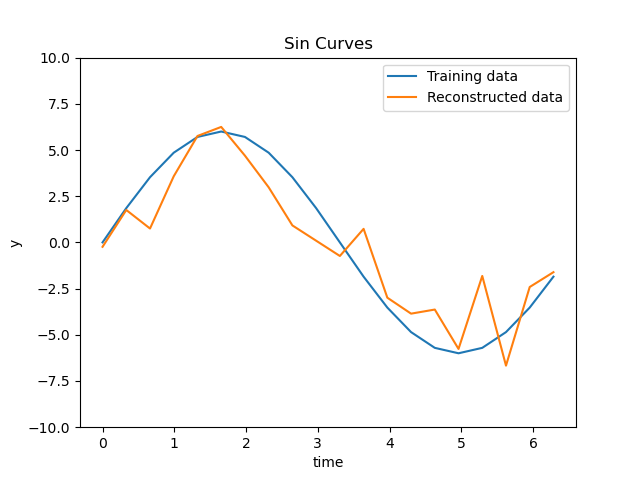 Sin Curves
Training data
Reconstructed data
10.0
7.5
5.0
2.5
0.0
−2.5
−5.0
−7.5
−10.0
y
0 1 2 3 4 5 6
time